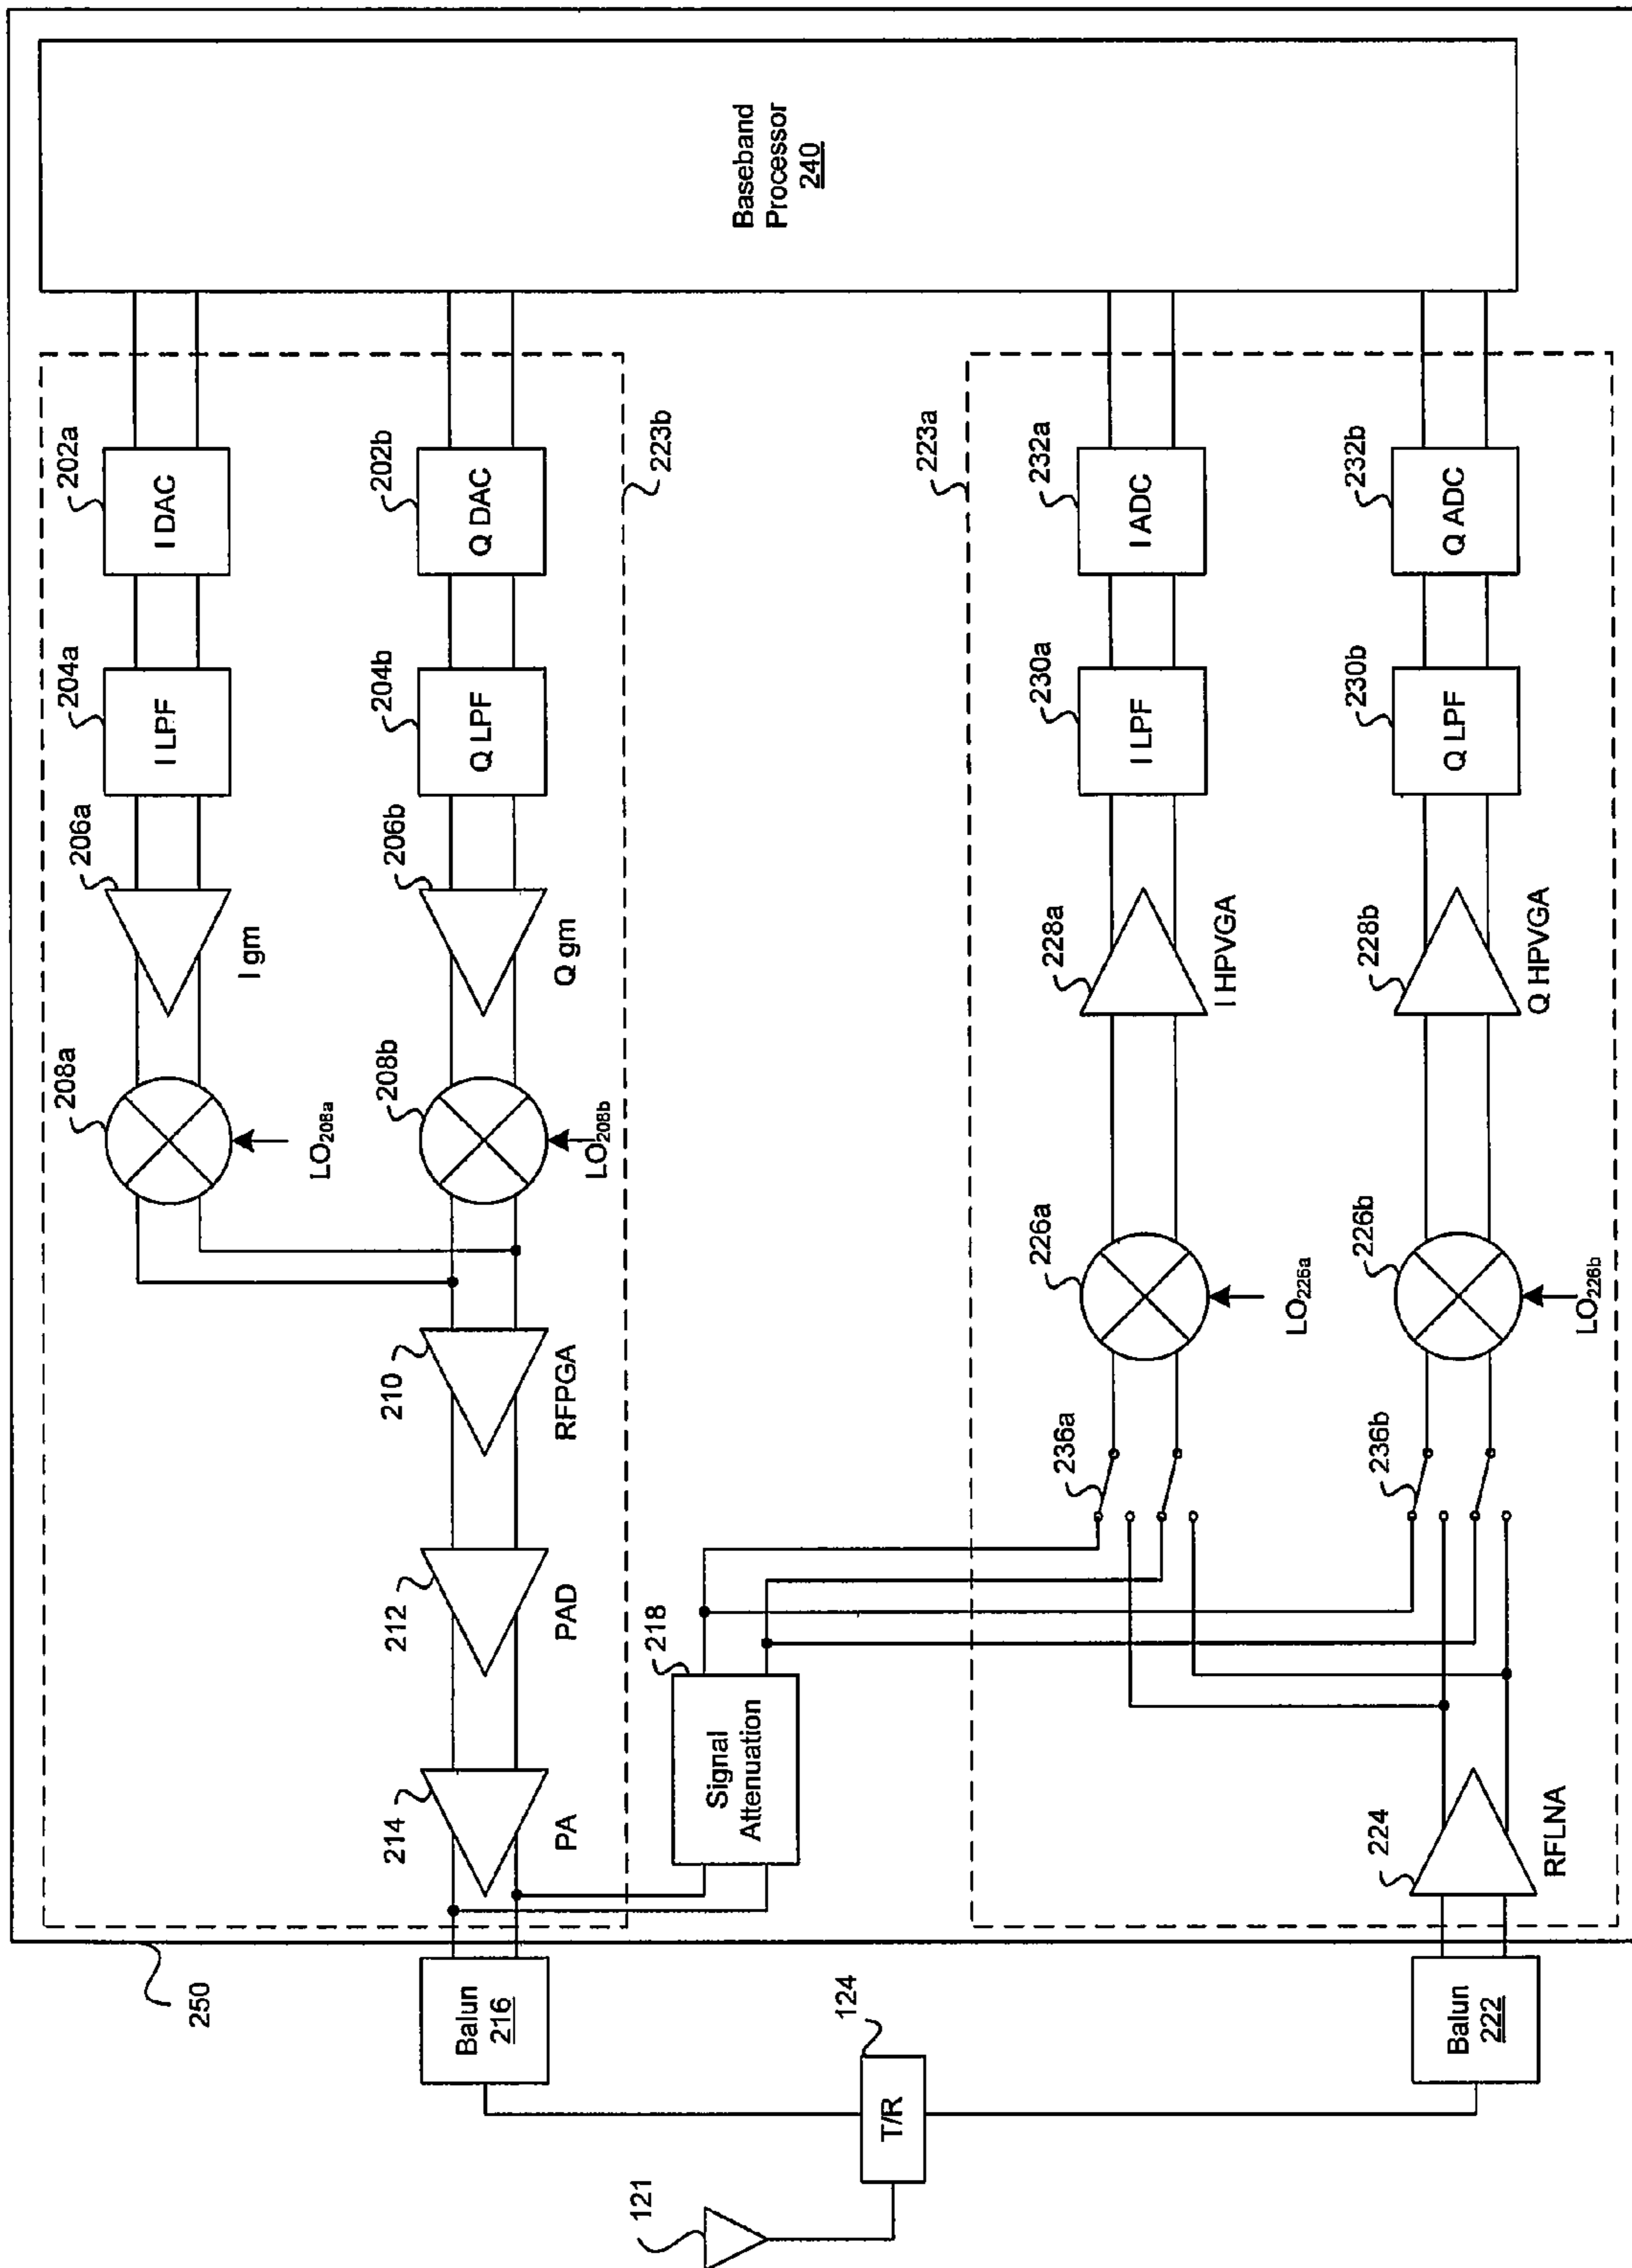 Baseband
Processor
240
202a
I DAC
204a
I LPF
206a
I gm
208a
LO208a
202b
Q DAC
204b
Q LPF
206b
Q gm
208b
LO208b
223b
210
RFPGA
212
PAD
214
PA
218
Signal
Attenuation
223a
232a
I ADC
230a
I LPF
228a
I HPVGA
226a
LO226a
236a
232b
Q ADC
230b
Q LPF
228b
Q HPVGA
226b
LO226b
236b
224
RFLNA
250
Balun
216
Balun
222
124
T/R
121